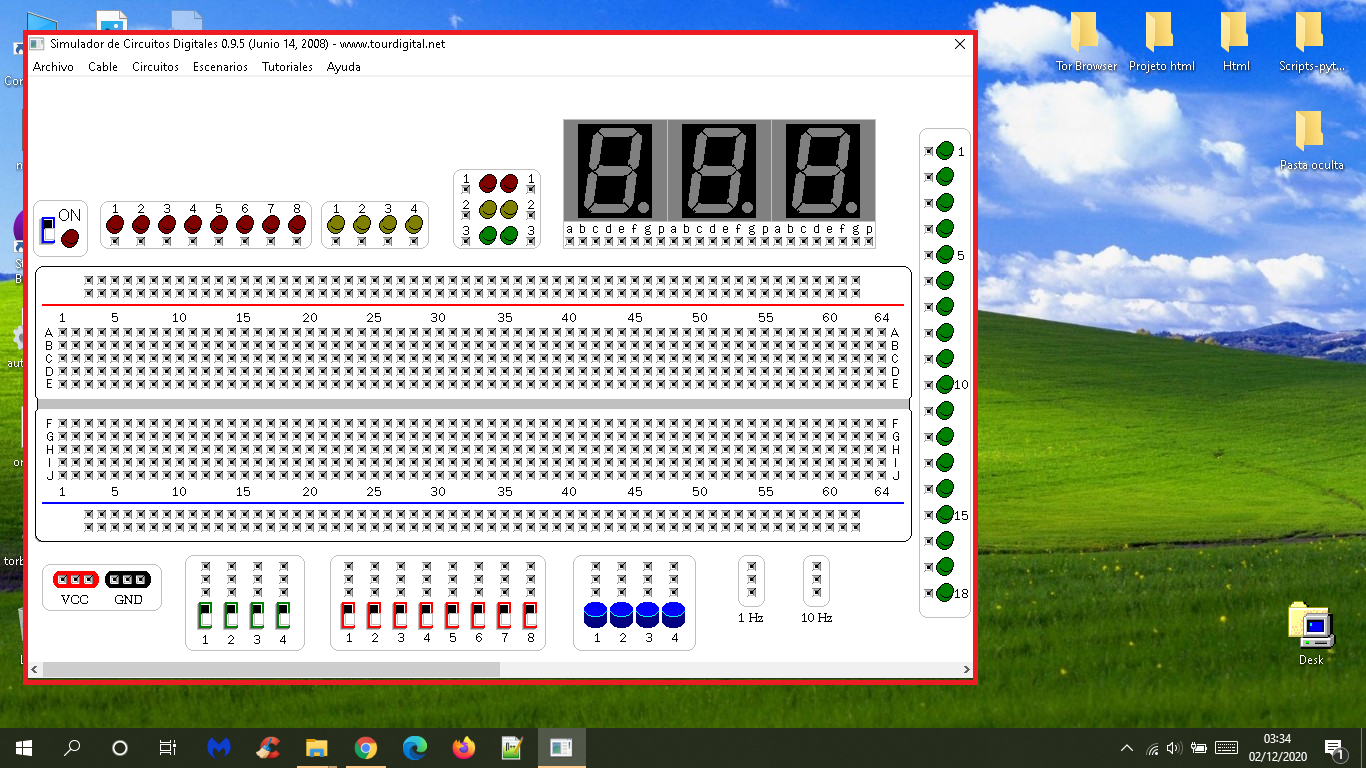 Simulador de Circuitos Digitales 0.9.5 (Junio 14, 2008) - www.tourdigital.net
Archivo Cable Circuitos Escenarios Tutoriales Ayuda
Tor Browser Projeto html Html Scripts-pyt...
Pasta oculta
ON
1 2 3 4 5 6 7 8
1 2 3 4
1 1
2 2
3 3
a b c d e f g p a b c d e f g p a b c d e f g p
1
5
10
15
18
1 5 10 15 20 25 30 35 40 45 50 55 60 64
A A
B B
C C
D D
E E
F F
G G
H H
I I
J J
1 5 10 15 20 25 30 35 40 45 50 55 60 64
VCC GND
1 2 3 4
1 2 3 4 5 6 7 8
1 2 3 4
1 Hz 10 Hz
Desk
03:34
02/12/2020
1